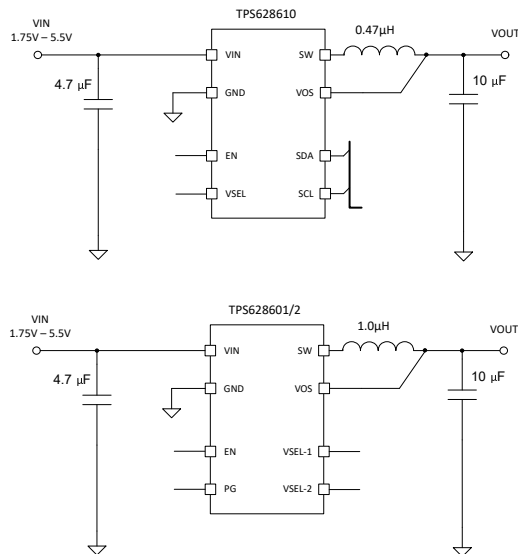 TPS628610
VIN
1.75V – 5.5V
0.47µH
VOUT
VIN
SW
4.7 µF
GND
VOS
10 µF
EN
SDA
VSEL
SCL
TPS628601/2
VIN
1.75V – 5.5V
1.0µH
VOUT
VIN
SW
4.7 µF
GND
VOS
10 µF
EN
VSEL-1
PG
VSEL-2